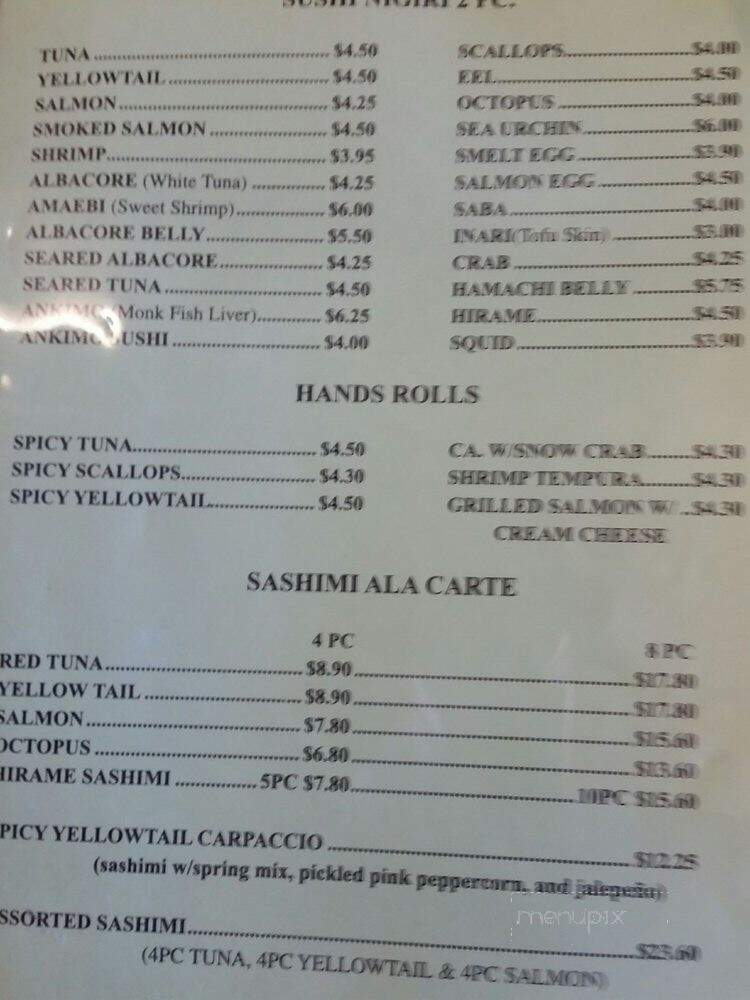 SUSHI NIGIRI 2 PC.
TUNA ........ $4.50
YELLOWTAIL ........ $4.50
SALMON ........ $4.25
SMOKED SALMON ........ $4.50
SHRIMP ........ $3.95
ALBACORE (White Tuna) ........ $4.25
AMAEBI (Sweet Shrimp) ........ $6.00
ALBACORE BELLY ........ $5.50
SEARED ALBACORE ........ $4.25
SEARED TUNA ........ $4.50
ANKIMO (Monk Fish Liver) ........ $6.25
ANKIMO SUSHI ........ $4.00
SCALLOPS ........ $4.00
EEL ........ $4.50
OCTOPUS ........ $4.00
SEA URCHIN ........ $6.00
SMELT EGG ........ $3.90
SALMON EGG ........ $4.50
SABA ........ $4.00
INARI(Tofu Skin) ........ $3.00
CRAB ........ $4.25
HAMACHI BELLY ........ $5.75
HIRAME ........ $4.50
SQUID ........ $3.90
HANDS ROLLS
SPICY TUNA ........ $4.50
SPICY SCALLOPS ........ $4.30
SPICY YELLOWTAIL ........ $4.50
CA. W/SNOW CRAB ........ $4.30
SHRIMP TEMPURA ........ $4.30
GRILLED SALMON W/ .. $4.30
CREAM CHEESE
SASHIMI ALA CARTE
4 PC 8 PC
RED TUNA ........ $8.90 ........ $17.80
YELLOW TAIL ........ $8.90 ........ $17.80
SALMON ........ $7.80 ........ $15.60
OCTOPUS ........ $6.80 ........ $13.60
HIRAME SASHIMI ........ 5PC $7.80 ........ 10PC $15.60
PICY YELLOWTAIL CARPACCIO ........ $12.25
(sashimi w/spring mix, pickled pink peppercorn, and jalepeño)
SSORTED SASHIMI ........ $23.60
(4PC TUNA, 4PC YELLOWTAIL & 4PC SALMON)
menupix